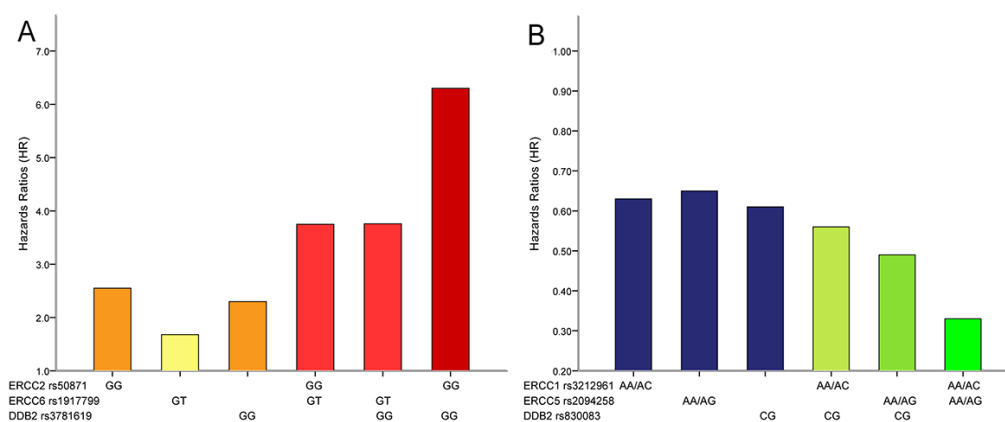 A
Hazards Ratios (HR)
7.0
6.0
5.0
4.0
3.0
2.0
1.0
ERCC2 rs50871 GG GG GG
ERCC6 rs1917799 GT GT GT
DDB2 rs3781619 GG GG GG
B
Hazards Ratios (HR)
1.00
0.90
0.80
0.70
0.60
0.50
0.40
0.30
0.20
ERCC1 rs3212961 AA/AC AA/AC AA/AC
ERCC5 rs2094258 AA/AG AA/AG AA/AG
DDB2 rs830083 CG CG CG